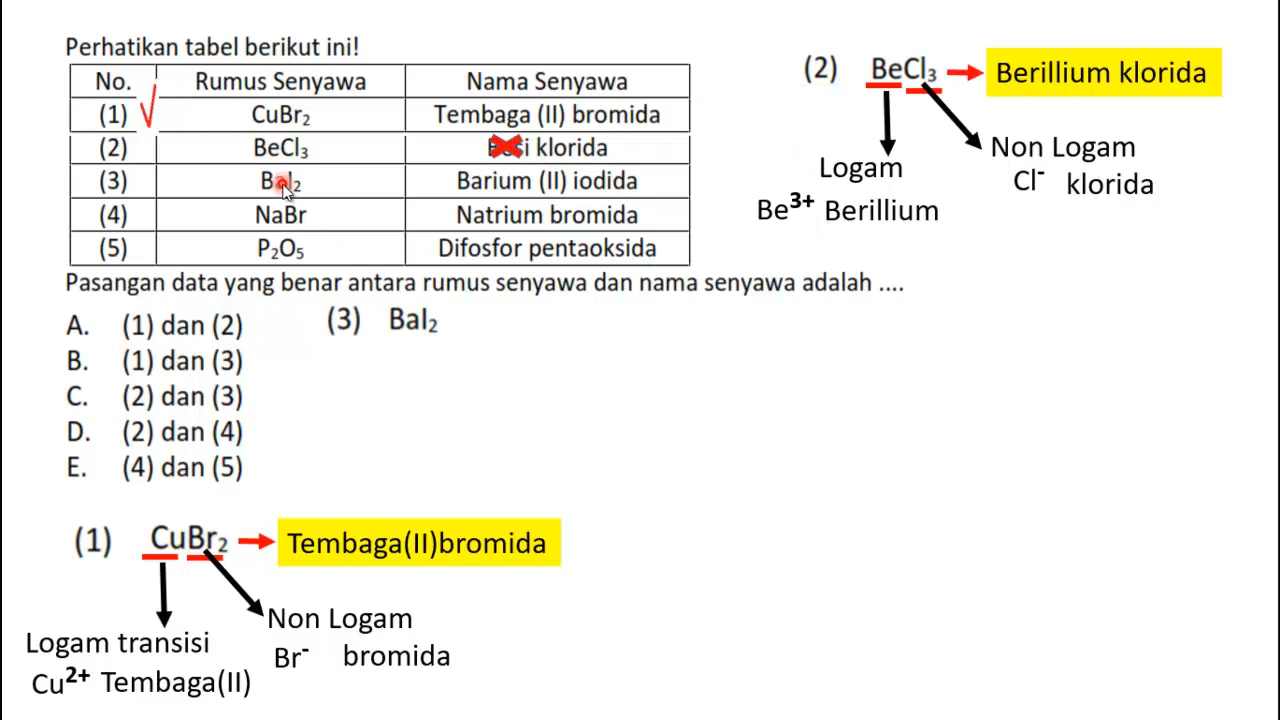 Perhatikan tabel berikut ini!
No. Rumus Senyawa Nama Senyawa
(1) CuBr₂ Tembaga (II) bromida
(2) BeCl₃ klorida
(3) BaI₂ Barium (II) iodida
(4) NaBr Natrium bromida
(5) P₂O₅ Difosfor pentaoksida
Pasangan data yang benar antara rumus senyawa dan nama senyawa adalah ....
A. (1) dan (2)
B. (1) dan (3)
C. (2) dan (3)
D. (2) dan (4)
E. (4) dan (5)
(3) BaI₂
(1) CuBr₂ Tembaga(II)bromida
Logam transisi
Cu²⁺ Tembaga(II)
Non Logam
Br⁻ bromida
(2) BeCl₃ Berillium klorida
Logam
Be³⁺ Berillium
Non Logam
Cl⁻ klorida